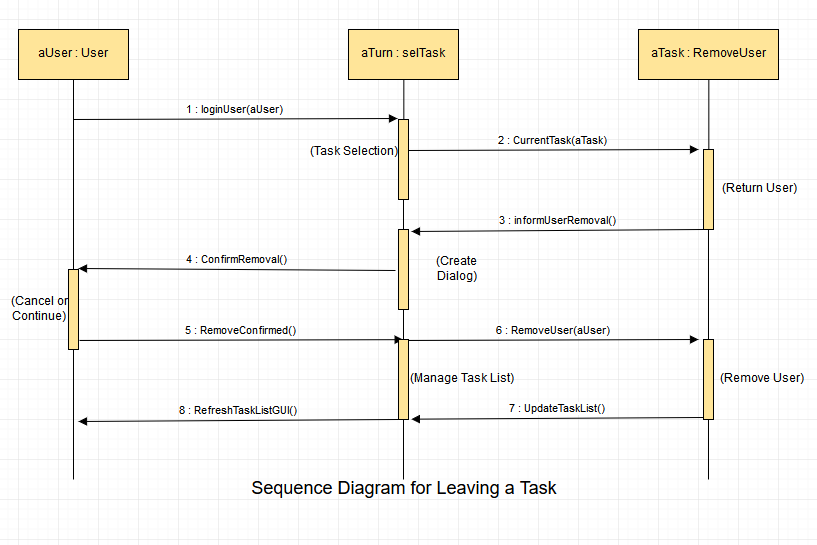 aUser : User
aTurn : selTask
aTask : RemoveUser
1 : loginUser(aUser)
2 : CurrentTask(aTask)
(Task Selection)
(Return User)
3 : informUserRemoval()
4 : ConfirmRemoval()
(Create
Dialog)
(Cancel or
Continue)
5 : RemoveConfirmed()
6 : RemoveUser(aUser)
(Manage Task List)
(Remove User)
7 : UpdateTaskList()
8 : RefreshTaskListGUI()
Sequence Diagram for Leaving a Task